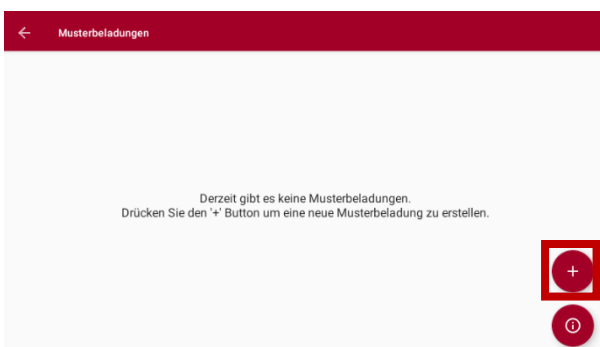 Musterbeladungen
Derzeit gibt es keine Musterbeladungen.
Drücken Sie den '+' Button um eine neue Musterbeladung zu erstellen.